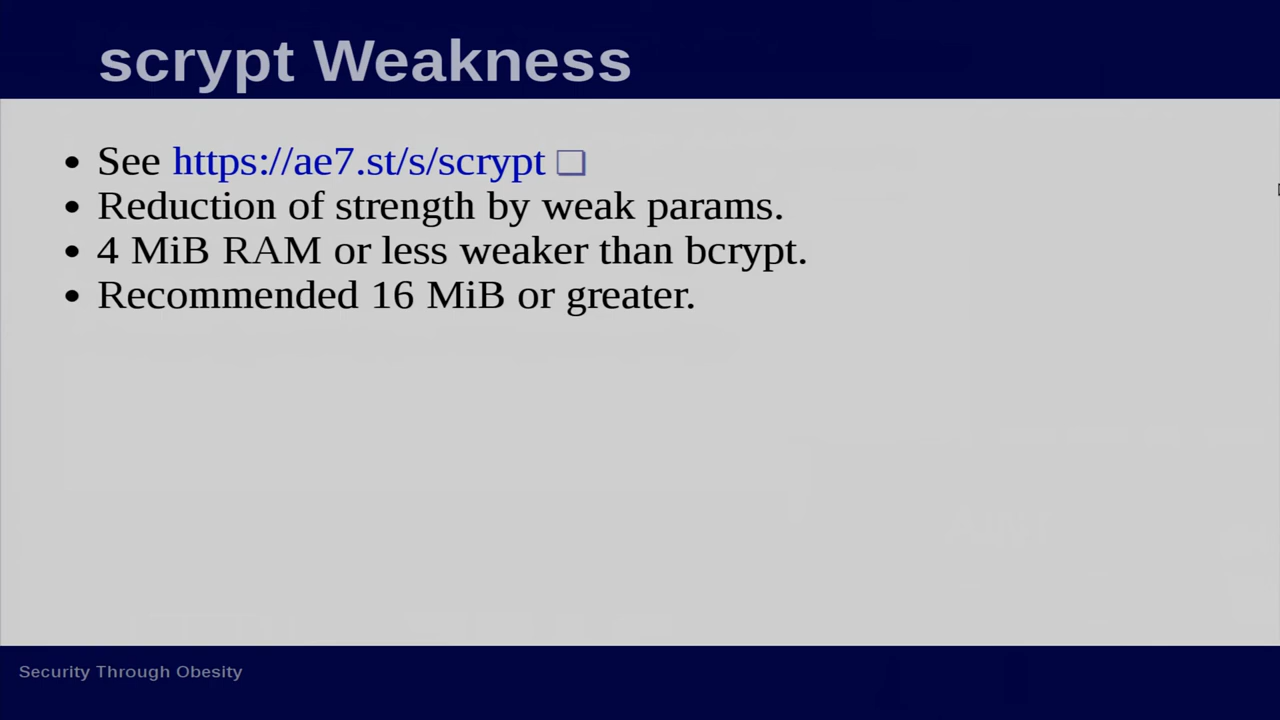 scrypt Weakness
See https://ae7.st/s/scrypt
Reduction of strength by weak params.
4 MiB RAM or less weaker than bcrypt.
Recommended 16 MiB or greater.
Security Through Obesity